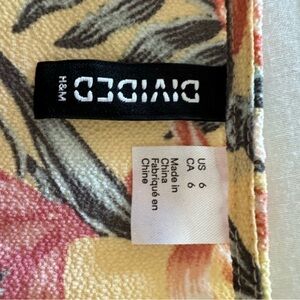 DIVIDED
H&M
US 6
CA 6
Made in
China
Fabriqué en
Chine